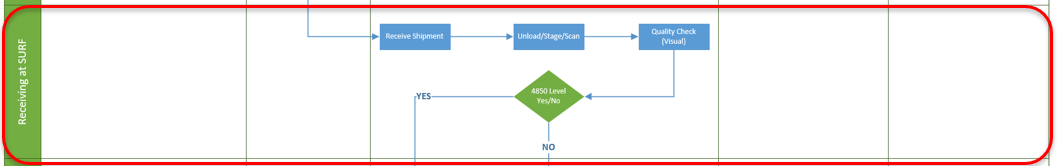 Receiving at SURF
Receive Shipment
Unload/Stage/Scan
Quality Check
(Visual)
4850 Level
Yes/No
YES
NO